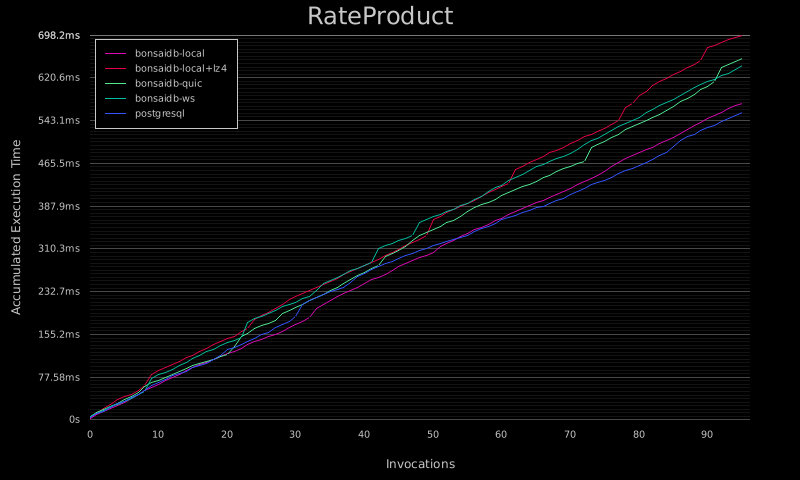 RateProduct
698.2ms
620.6ms
543.1ms
465.5ms
387.9ms
310.3ms
232.7ms
155.2ms
77.58ms
0s
bonsaidb-local
bonsaidb-local+lz4
bonsaidb-quic
bonsaidb-ws
postgresql
Accumulated Execution Time
0 10 20 30 40 50 60 70 80 90
Invocations